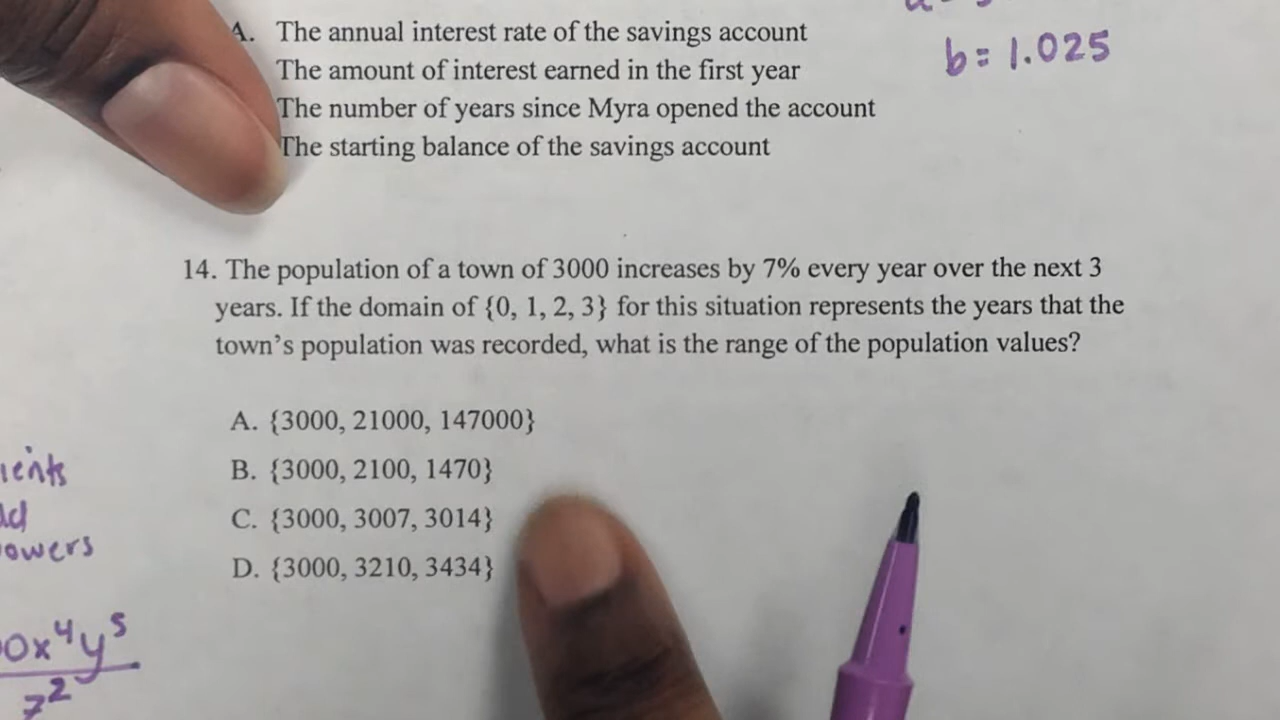 A. The annual interest rate of the savings account
The amount of interest earned in the first year
The number of years since Myra opened the account
The starting balance of the savings account
b = 1.025
14. The population of a town of 3000 increases by 7% every year over the next 3
years. If the domain of {0, 1, 2, 3} for this situation represents the years that the
town's population was recorded, what is the range of the population values?
A. {3000, 21000, 147000}
B. {3000, 2100, 1470}
C. {3000, 3007, 3014}
D. {3000, 3210, 3434}
0x⁴y⁵
z²